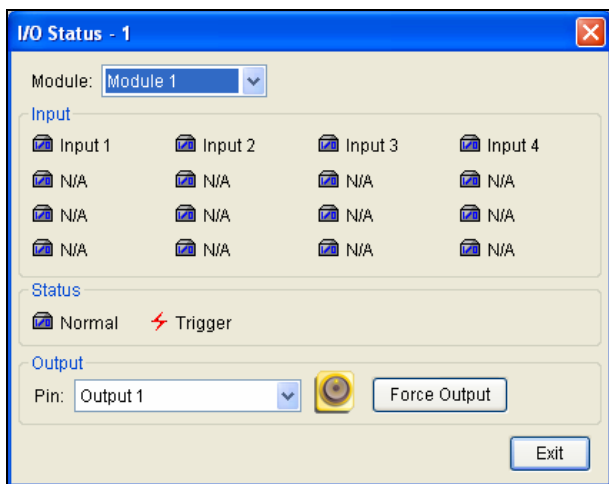 I/O Status - 1
Module: Module 1
Input
Input 1 Input 2 Input 3 Input 4
N/A N/A N/A N/A
N/A N/A N/A N/A
N/A N/A N/A N/A
Status
Normal Trigger
Output
Pin: Output 1 Force Output
Exit